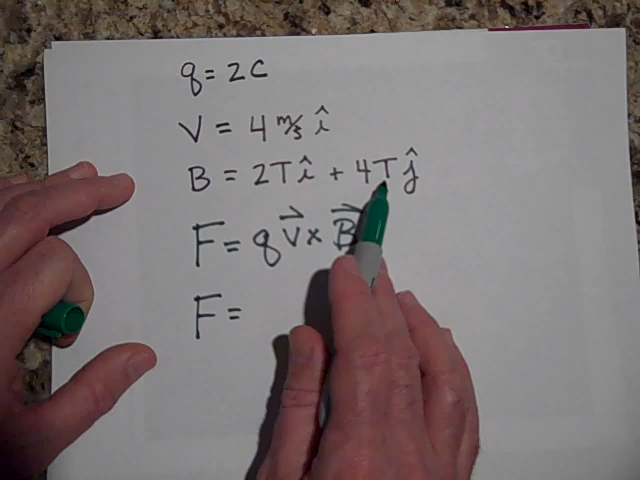 q = 2C
V = 4 m/s î
B = 2T î + 4T ĵ
F = q V⃗ x B⃗
F =